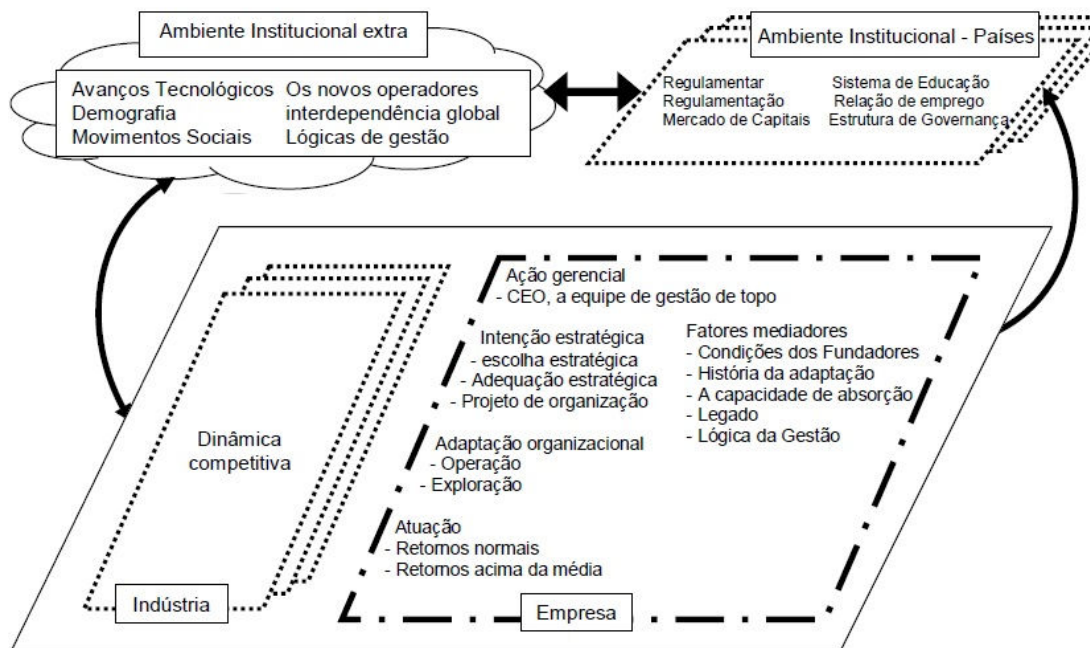 Ambiente Institucional extra
Avanços Tecnológicos
Demografia
Movimentos Sociais
Os novos operadores
interdependência global
Lógicas de gestão
Ambiente Institucional - Países
Regulamentar
Regulamentação
Mercado de Capitais
Sistema de Educação
Relação de emprego
Estrutura de Governança
Dinâmica
competitiva
Indústria
Ação gerencial
- CEO, a equipe de gestão de topo
Intenção estratégica
- escolha estratégica
- Adequação estratégica
- Projeto de organização
Adaptação organizacional
- Operação
- Exploração
Atuação
- Retornos normais
- Retornos acima da média
Fatores mediadores
- Condições dos Fundadores
- História da adaptação
- A capacidade de absorção
- Legado
- Lógica da Gestão
Empresa